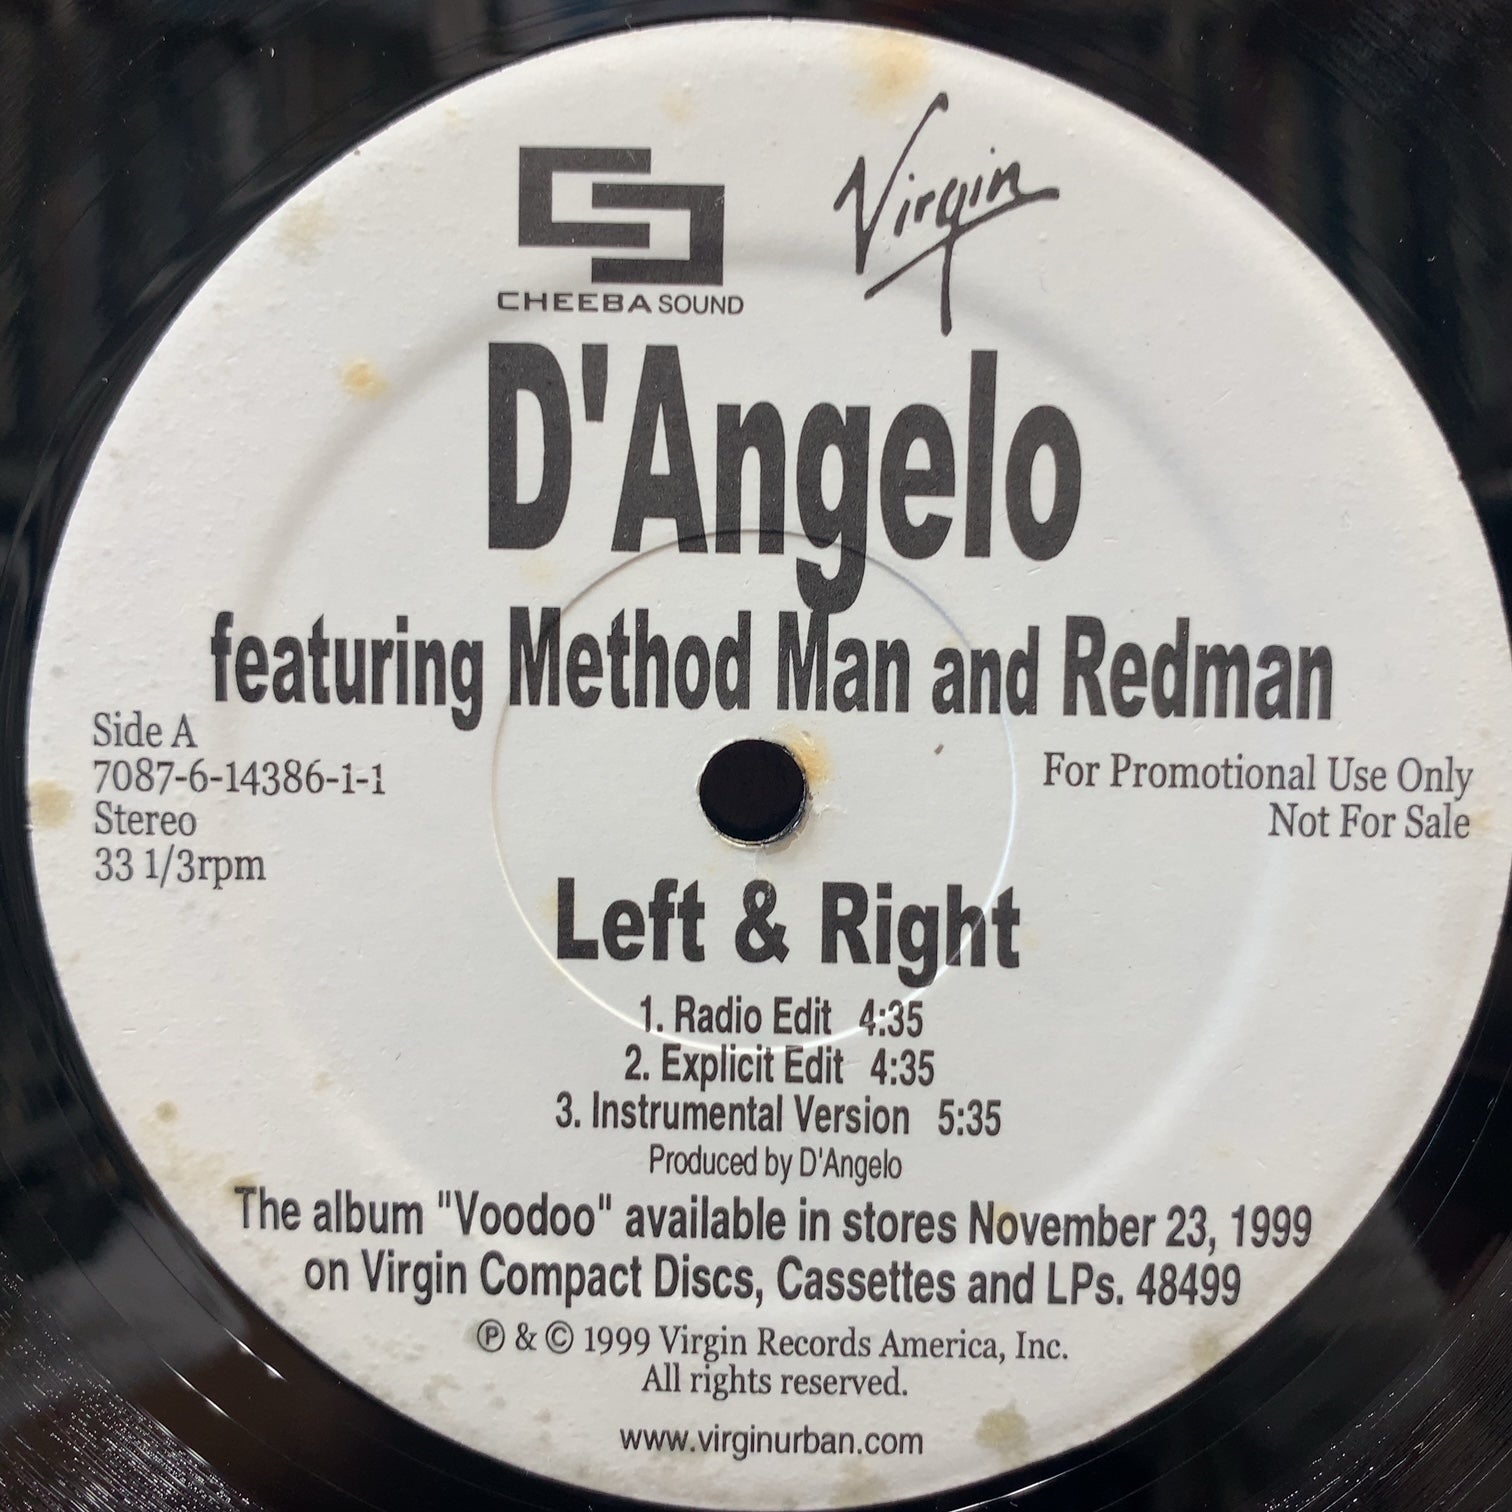 CHEEBA SOUND
Virgin
D'Angelo
featuring Method Man and Redman
Side A
7087-6-14386-1-1
Stereo
33 1/3rpm
For Promotional Use Only
Not For Sale
Left & Right
1. Radio Edit 4:35
2. Explicit Edit 4:35
3. Instrumental Version 5:35
Produced by D'Angelo
The album "Voodoo" available in stores November 23, 1999
on Virgin Compact Discs, Cassettes and LPs. 48499
℗ & © 1999 Virgin Records America, Inc.
All rights reserved.
www.virginurban.com